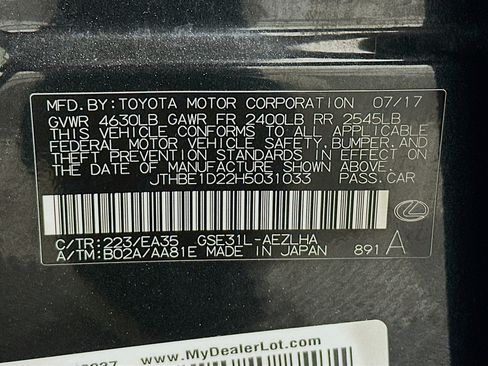 MFD. BY: TOYOTA MOTOR CORPORATION 07/17
GVWR 4630LB GAWR FR 2400LB RR 2545LB
THIS VEHICLE CONFORMS TO ALL APPLICABLE
FEDERAL MOTOR VEHICLE SAFETY, BUMPER, AND
THEFT PREVENTION STANDARDS IN EFFECT ON
THE DATE OF MANUFACTURE SHOWN ABOVE.
JTHBE1D22H5031033 PASS. CAR
C/TR: 223/EA35 GSE31L-AEZLHA
A/TM: B02A/AA81E MADE IN JAPAN 891 A
www.MyDealerLot.com